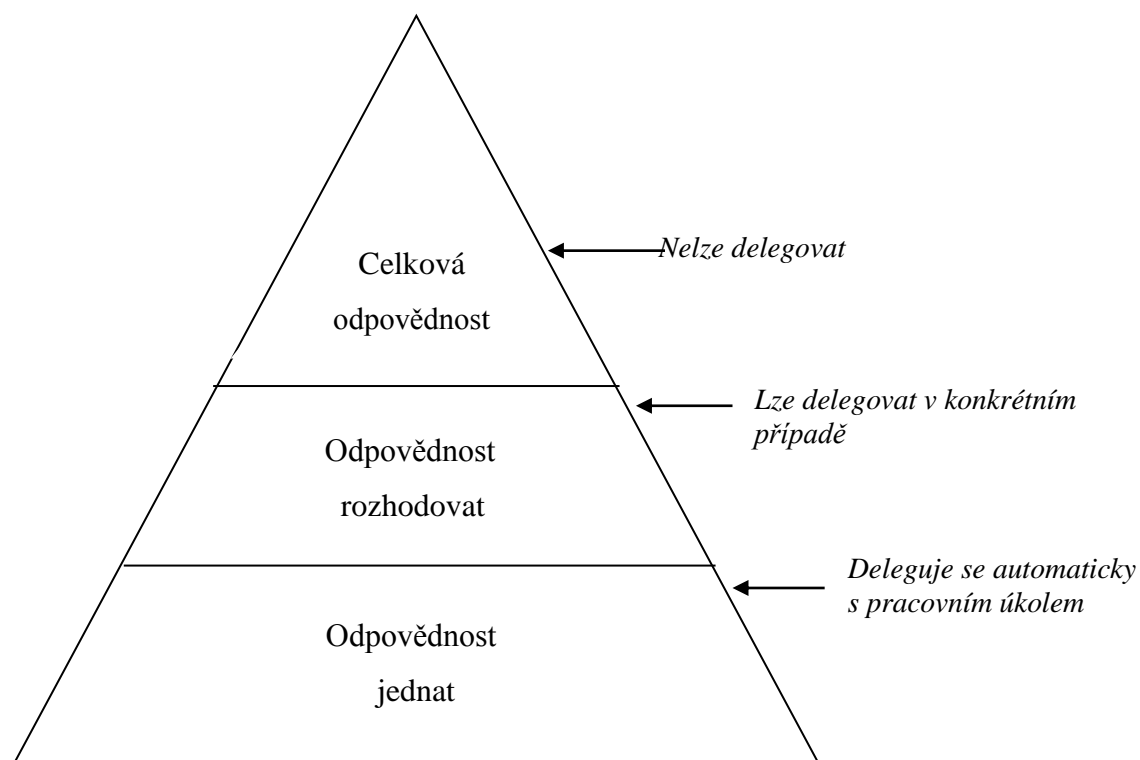 Celková
odpovědnost
Nelze delegovat
Odpovědnost
rozhodovat
Lze delegovat v konkrétním
případě
Odpovědnost
jednat
Deleguje se automaticky
s pracovním úkolem